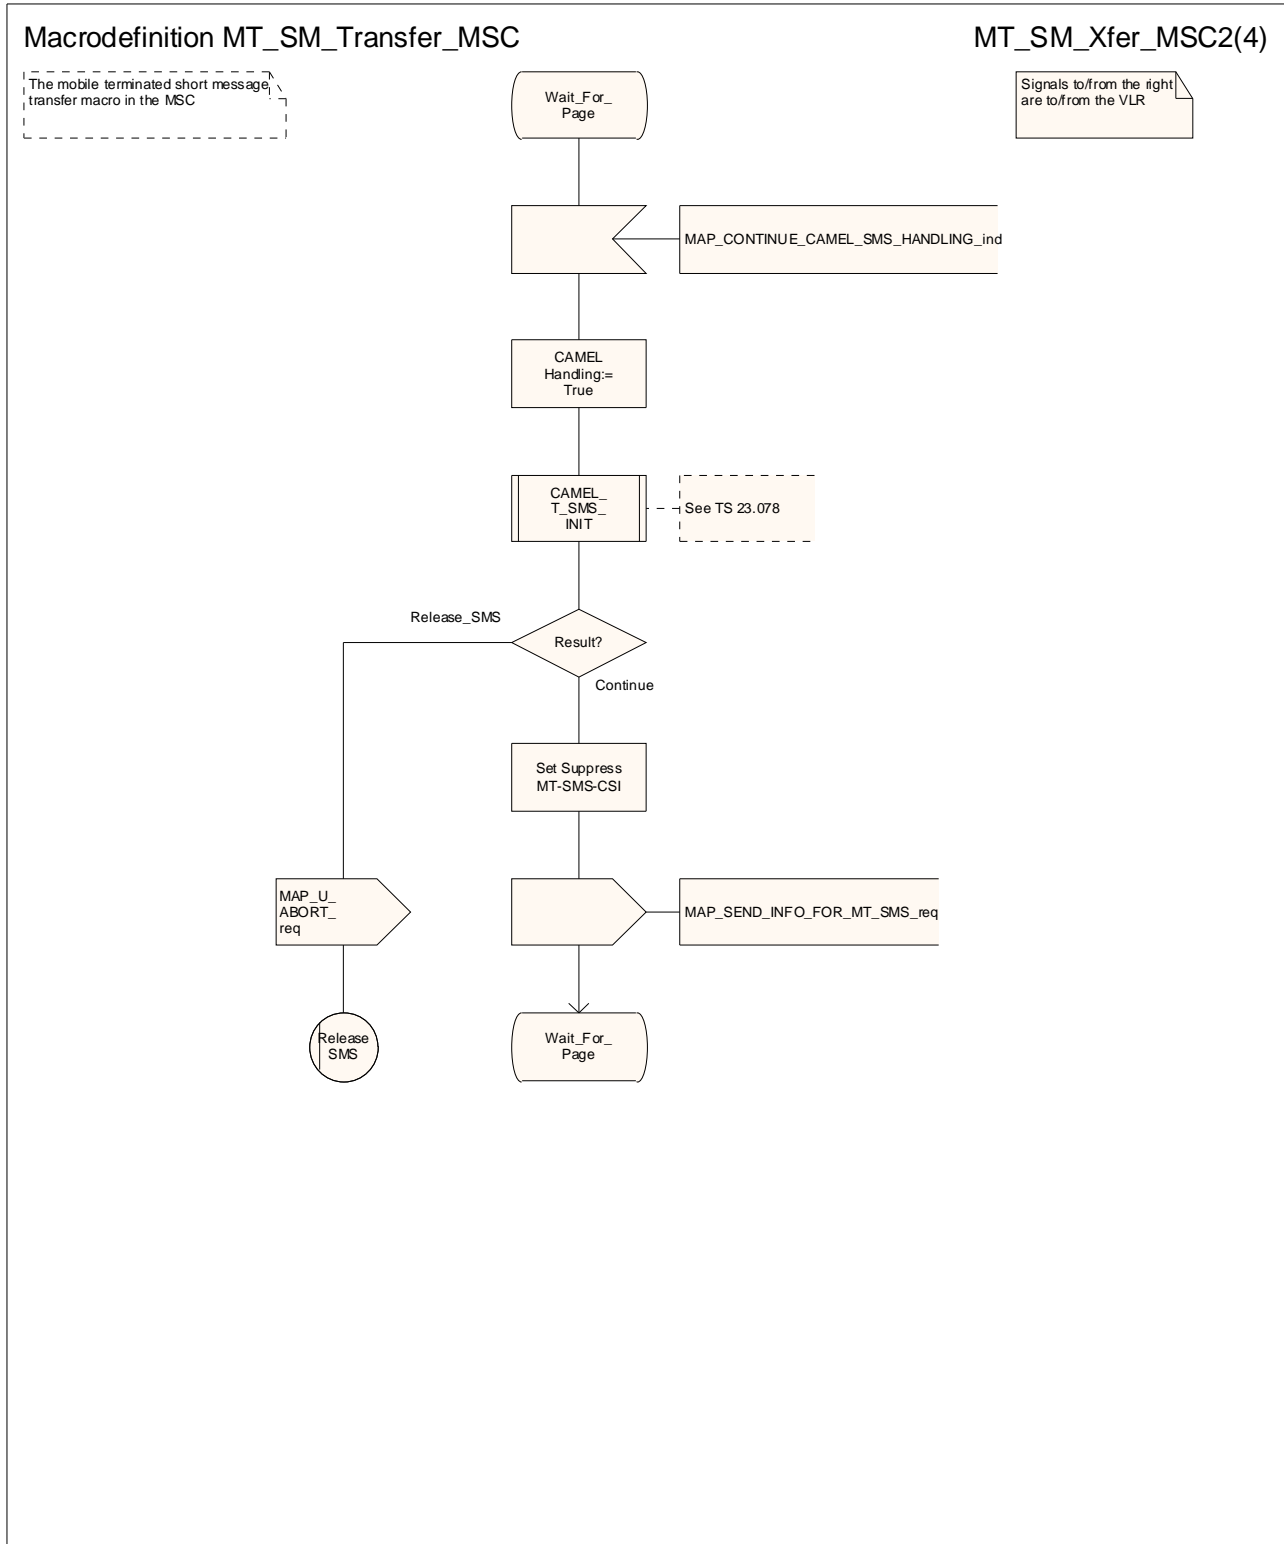 Macrodefinition MT_SM_Transfer_MSC
MT_SM_Xfer_MSC2(4)
The mobile terminated short message
transfer macro in the MSC
Wait_For_
Page
Signals to/from the right
are to/from the VLR
MAP_CONTINUE_CAMEL_SMS_HANDLING_ind
CAMEL
Handling:=
True
CAMEL_
T_SMS_
INIT
See TS 23.078
Release_SMS
Result?
Continue
Set Suppress
MT-SMS-CSI
MAP_U_
ABORT_
req
MAP_SEND_INFO_FOR_MT_SMS_req
Release
SMS
Wait_For_
Page